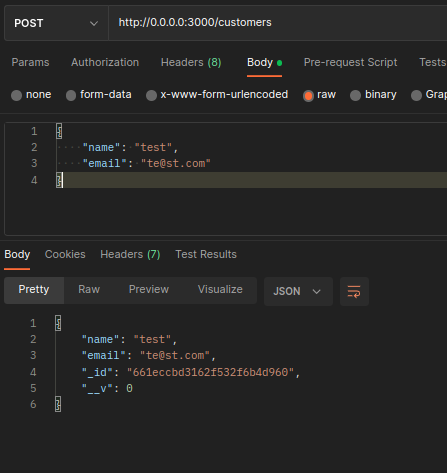 POST http://0.0.0.0:3000/customers
Params Authorization Headers (8) Body Pre-request Script Tests
none form-data x-www-form-urlencoded raw binary Grap
1 {
2 "name": "test",
3 "email": "te@st.com"
4 }
Body Cookies Headers (7) Test Results
Pretty Raw Preview Visualize JSON
1 {
2 "name": "test",
3 "email": "te@st.com",
4 "_id": "661eccbd3162f532f6b4d960",
5 "__v": 0
6 }